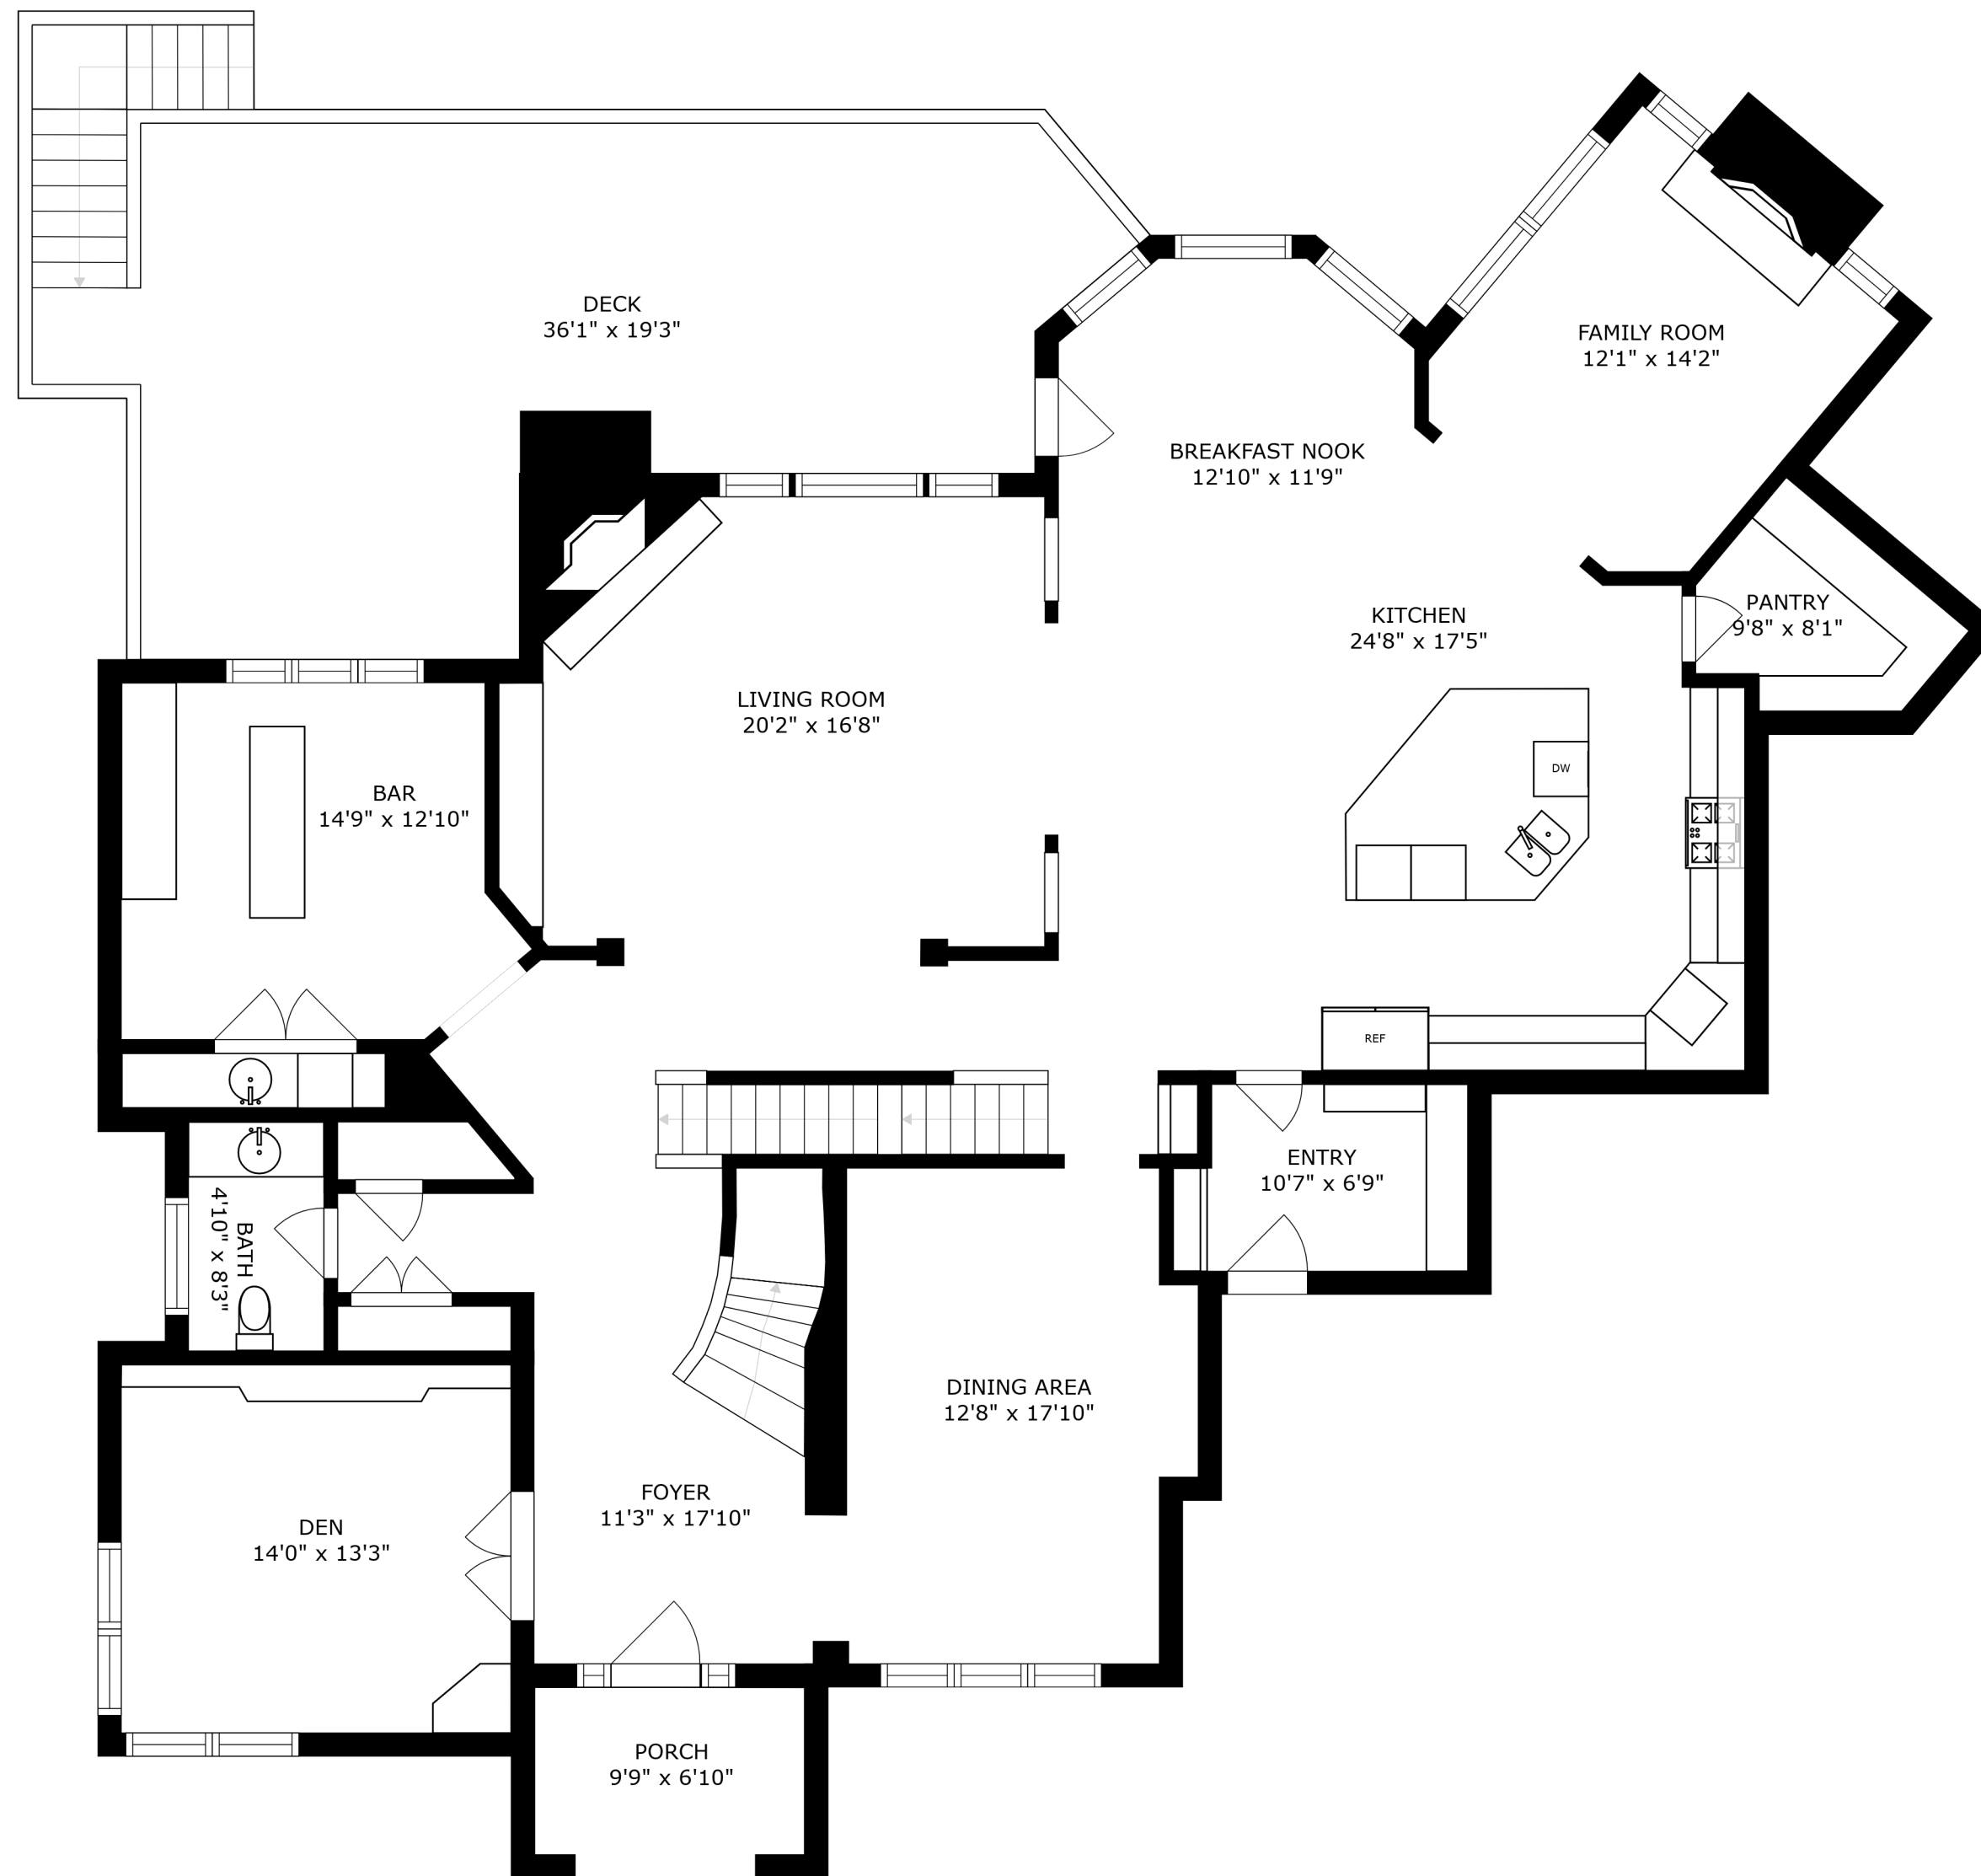 DECK
36'1" x 19'3"
FAMILY ROOM
12'1" x 14'2"
BREAKFAST NOOK
12'10" x 11'9"
PANTRY
9'8" x 8'1"
KITCHEN
24'8" x 17'5"
LIVING ROOM
20'2" x 16'8"
DW
BAR
14'9" x 12'10"
REF
ENTRY
10'7" x 6'9"
BATH
4'10" x 8'3"
DINING AREA
12'8" x 17'10"
FOYER
11'3" x 17'10"
DEN
14'0" x 13'3"
PORCH
9'9" x 6'10"